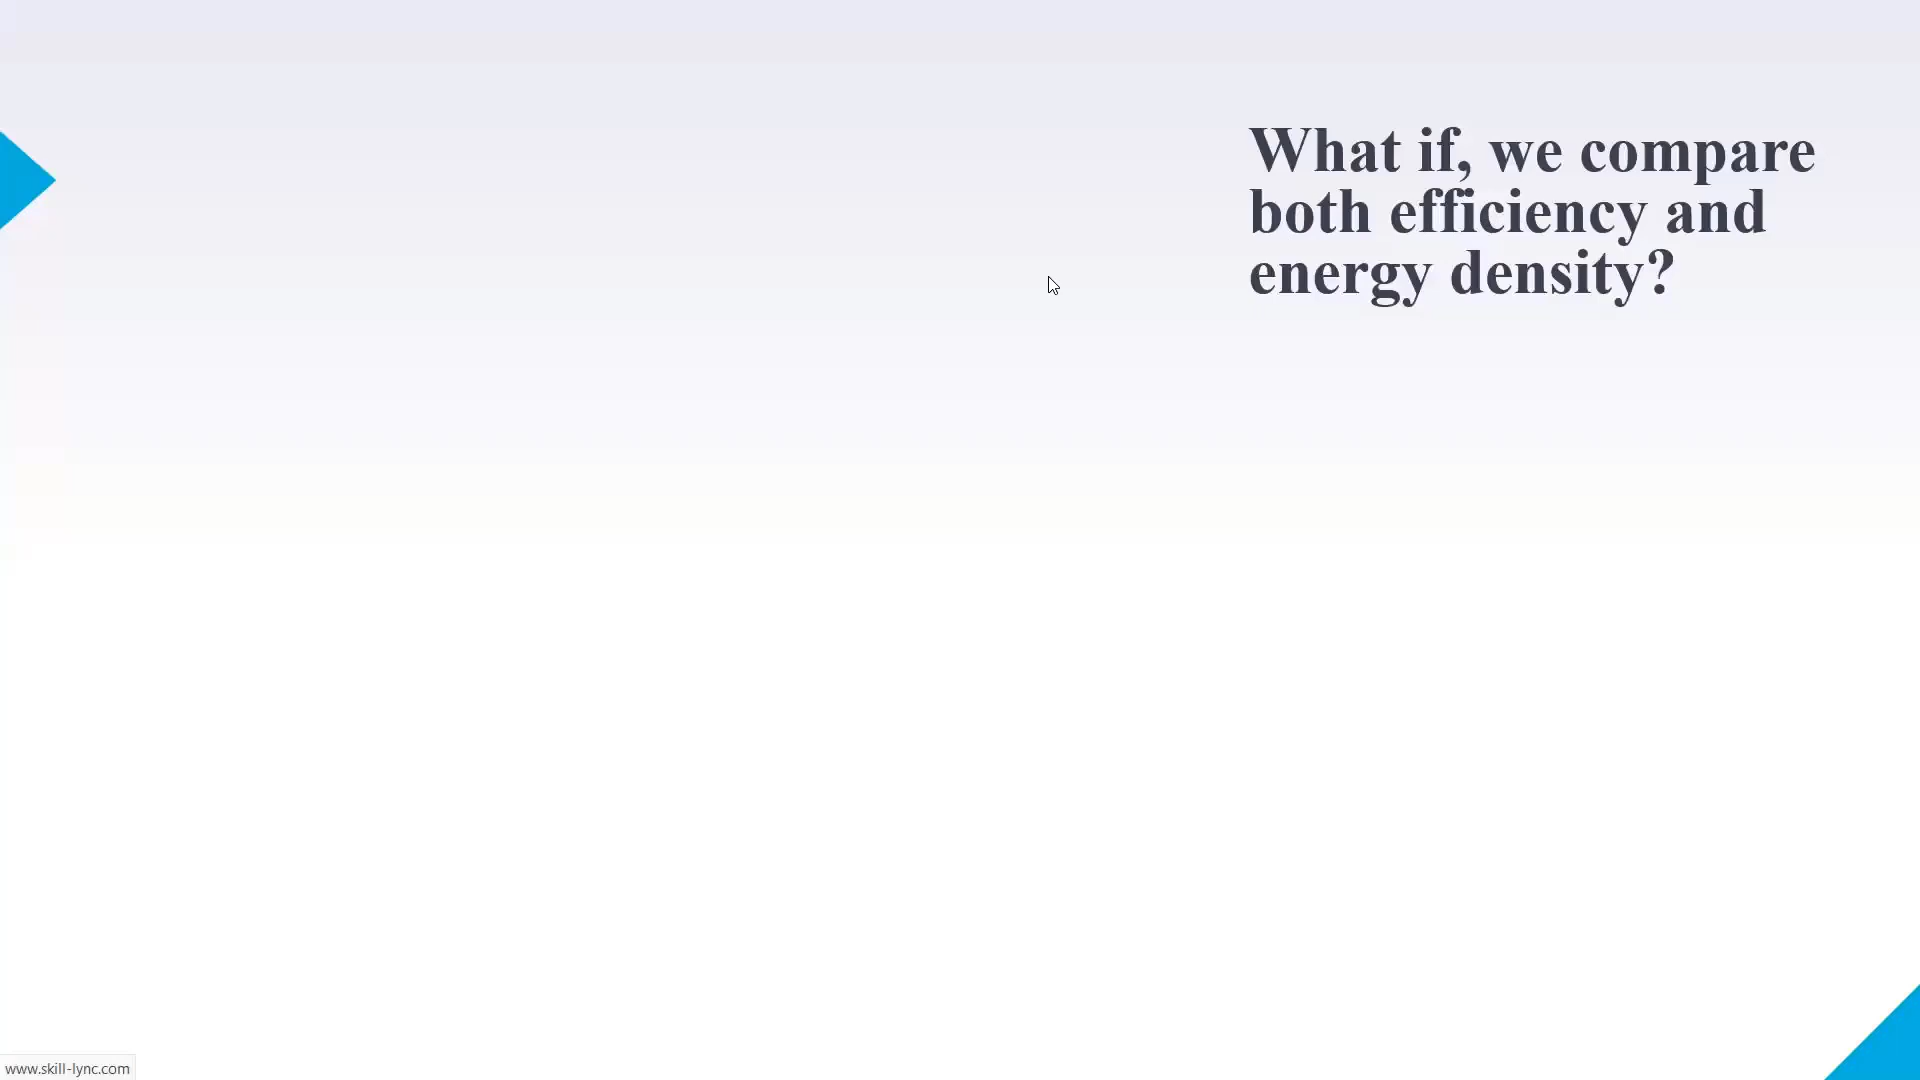 What if, we compare
both efficiency and
energy density?
www.skill-lync.com